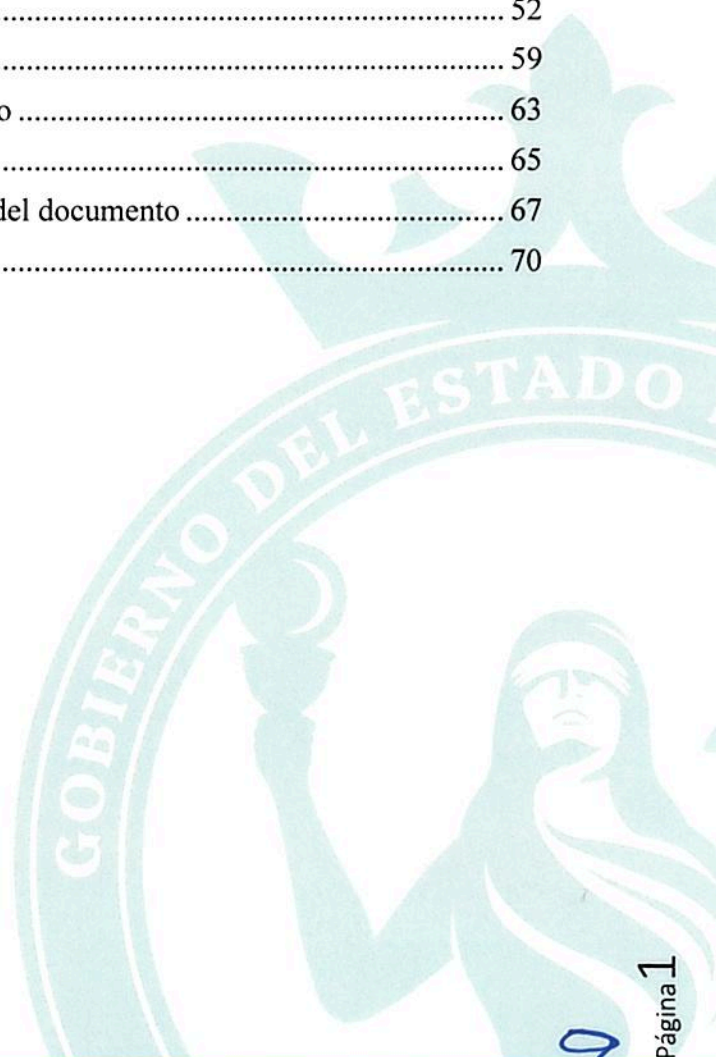 52
59
o 63
65
del documento 67
70
GOBIERNO DEL ESTADO
Página 1